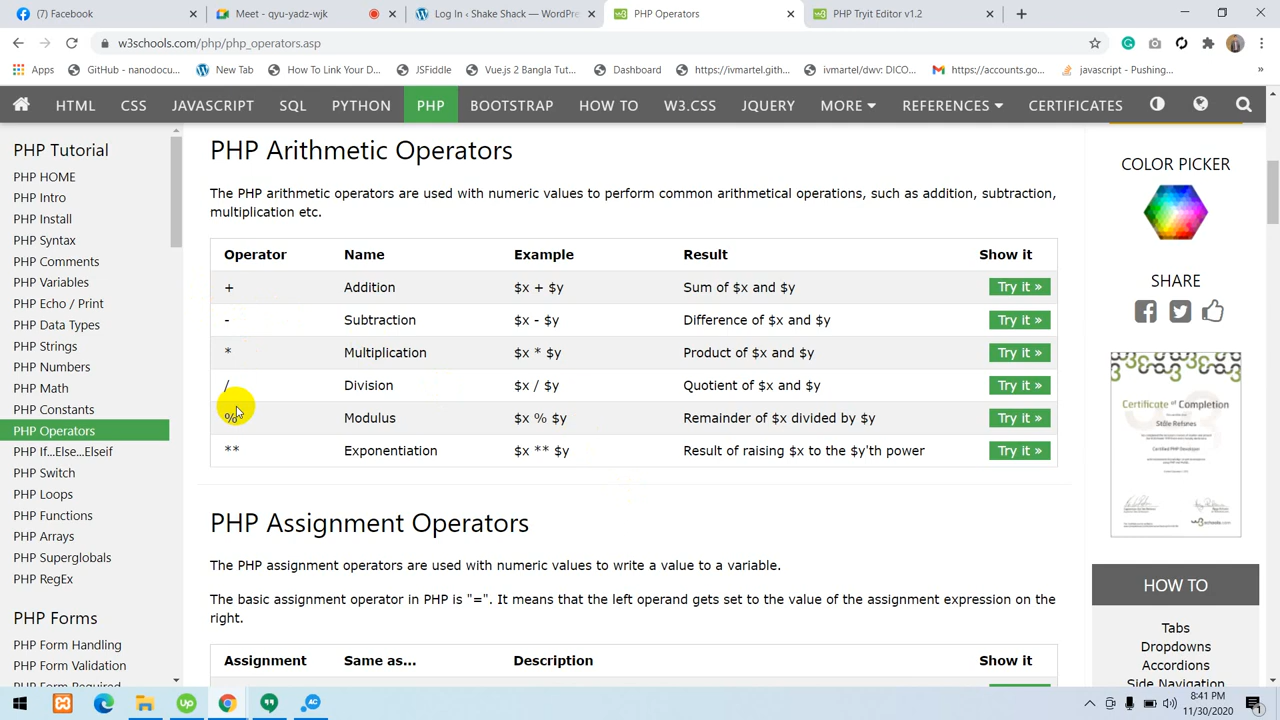 (7) Facebook
Meet - qyu-yadz-wjk
Log In ‹ Shake Shack — WordPre
PHP Operators
PHP Tryit Editor v1.2
w3schools.com/php/php_operators.asp
Apps
GitHub - nanodocu...
New Tab
How To Link Your D...
JSFiddle
Vue.js 2 Bangla Tut...
Dashboard
https://ivmartel.gith...
ivmartel/dwv: DICO...
https://accounts.go...
javascript - Pushing...
»
HTML
CSS
JAVASCRIPT
SQL
PYTHON
PHP
BOOTSTRAP
HOW TO
W3.CSS
JQUERY
MORE
REFERENCES
CERTIFICATES
PHP Tutorial
PHP HOME
PHP Intro
PHP Install
PHP Syntax
PHP Comments
PHP Variables
PHP Echo / Print
PHP Data Types
PHP Strings
PHP Numbers
PHP Math
PHP Constants
PHP Operators
PHP If...Else...Elseif
PHP Switch
PHP Loops
PHP Functions
PHP Arrays
PHP Superglobals
PHP RegEx
PHP Forms
PHP Form Handling
PHP Form Validation
PHP Form Required
PHP Arithmetic Operators
The PHP arithmetic operators are used with numeric values to perform common arithmetical operations, such as addition, subtraction,
multiplication etc.
Operator Name Example Result Show it
+ Addition $x + $y Sum of $x and $y Try it »
- Subtraction $x - $y Difference of $x and $y Try it »
* Multiplication $x * $y Product of $x and $y Try it »
/ Division $x / $y Quotient of $x and $y Try it »
% Modulus $x % $y Remainder of $x divided by $y Try it »
** Exponentiation $x ** $y Result of raising $x to the $y'th Try it »
PHP Assignment Operators
The PHP assignment operators are used with numeric values to write a value to a variable.
The basic assignment operator in PHP is "=". It means that the left operand gets set to the value of the assignment expression on the
right.
Assignment Same as... Description Show it
COLOR PICKER
SHARE
Certificate of Completion
Ståle Refsnes
HOW TO
Tabs
Dropdowns
Accordions
Side Navigation
8:41 PM
11/30/2020